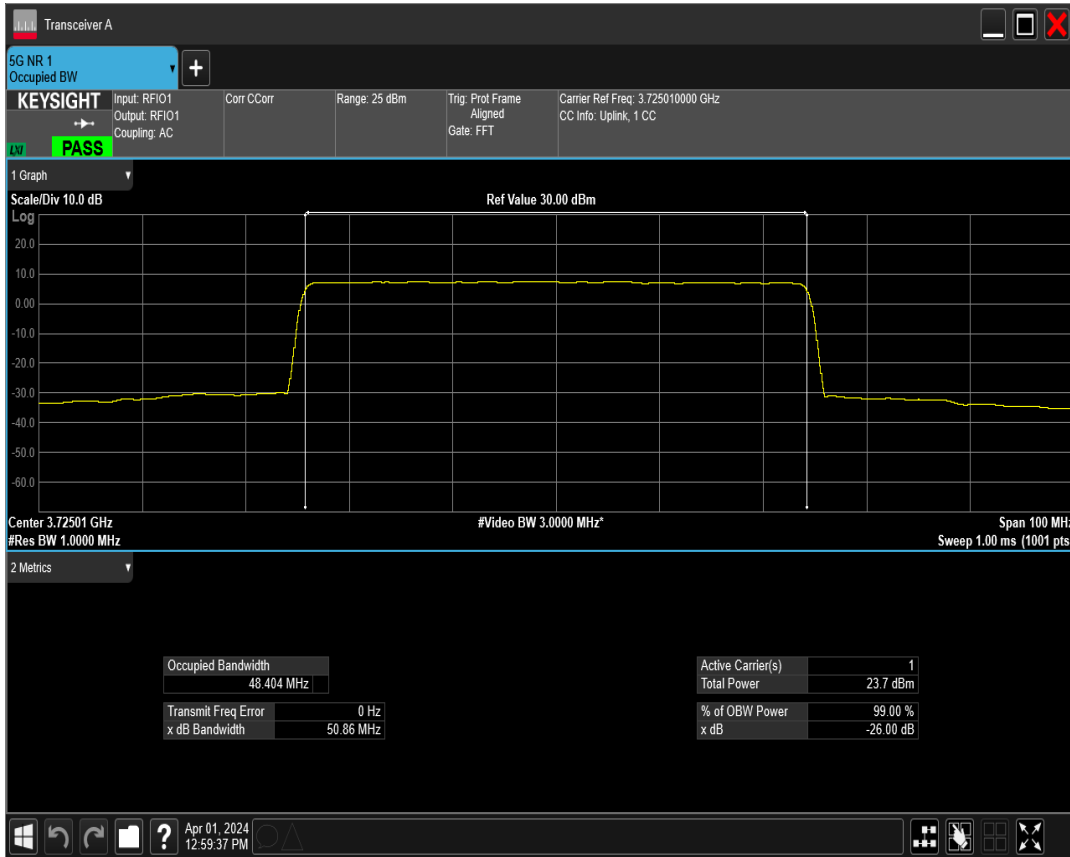 Transceiver A
5G NR 1
Occupied BW
+
KEYSIGHT
LXI
PASS
Input: RFIO1
Output: RFIO1
Coupling: AC
Corr CCorr
Range: 25 dBm
Trig: Prot Frame
Aligned
Gate: FFT
Carrier Ref Freq: 3.725010000 GHz
CC Info: Uplink, 1 CC
1 Graph
Scale/Div 10.0 dB
Ref Value 30.00 dBm
Log
20.0
10.0
0.00
-10.0
-20.0
-30.0
-40.0
-50.0
-60.0
Center 3.72501 GHz
#Video BW 3.0000 MHz*
Span 100 MHz
#Res BW 1.0000 MHz
Sweep 1.00 ms (1001 pts
2 Metrics
Occupied Bandwidth
48.404 MHz
Transmit Freq Error 0 Hz
x dB Bandwidth 50.86 MHz
Active Carrier(s) 1
Total Power 23.7 dBm
% of OBW Power 99.00 %
x dB -26.00 dB
?
Apr 01, 2024
12:59:37 PM